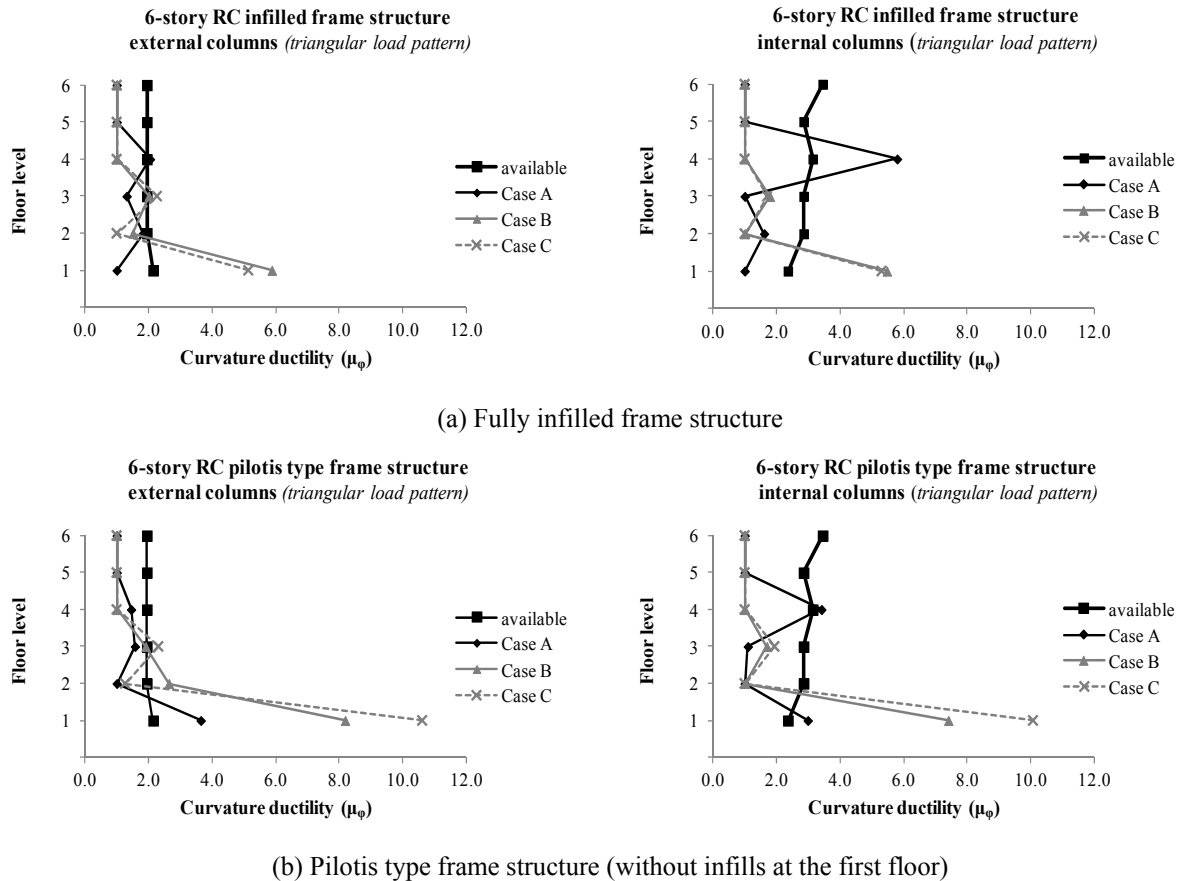 6-story RC infilled frame structure
external columns (triangular load pattern)
6
5
4
3
2
1
Floor level
0.0 2.0 4.0 6.0 8.0 10.0 12.0
Curvature ductility (μφ)
available
Case A
Case B
Case C
6-story RC infilled frame structure
internal columns (triangular load pattern)
6
5
4
3
2
1
Floor level
0.0 2.0 4.0 6.0 8.0 10.0 12.0
Curvature ductility (μφ)
available
Case A
Case B
Case C
(a) Fully infilled frame structure
6-story RC pilotis type frame structure
external columns (triangular load pattern)
6
5
4
3
2
1
Floor level
0.0 2.0 4.0 6.0 8.0 10.0 12.0
Curvature ductility (μφ)
available
Case A
Case B
Case C
6-story RC pilotis type frame structure
internal columns (triangular load pattern)
6
5
4
3
2
1
Floor level
0.0 2.0 4.0 6.0 8.0 10.0 12.0
Curvature ductility (μφ)
available
Case A
Case B
Case C
(b) Pilotis type frame structure (without infills at the first floor)